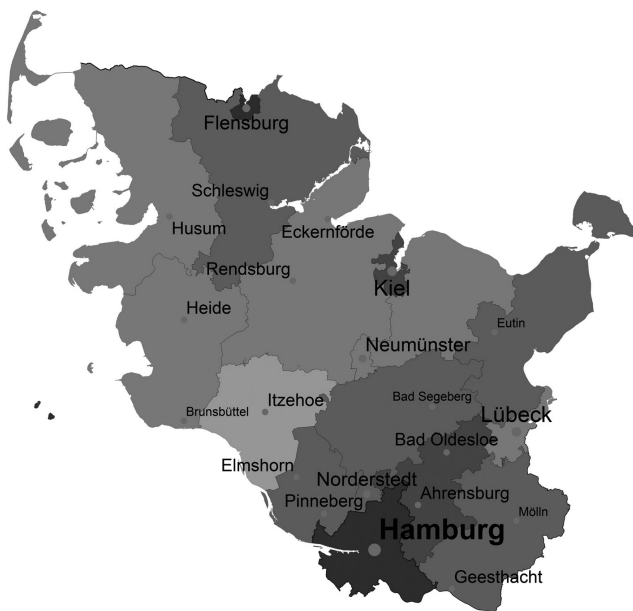 Flensburg
Schleswig
Husum
Eckernförde
Rendsburg
Kiel
Heide
Eutin
Neumünster
Itzehoe
Bad Segeberg
Brunsbüttel
Lübeck
Bad Oldesloe
Elmshorn
Norderstedt
Ahrensburg
Pinneberg
Mölln
Hamburg
Geesthacht